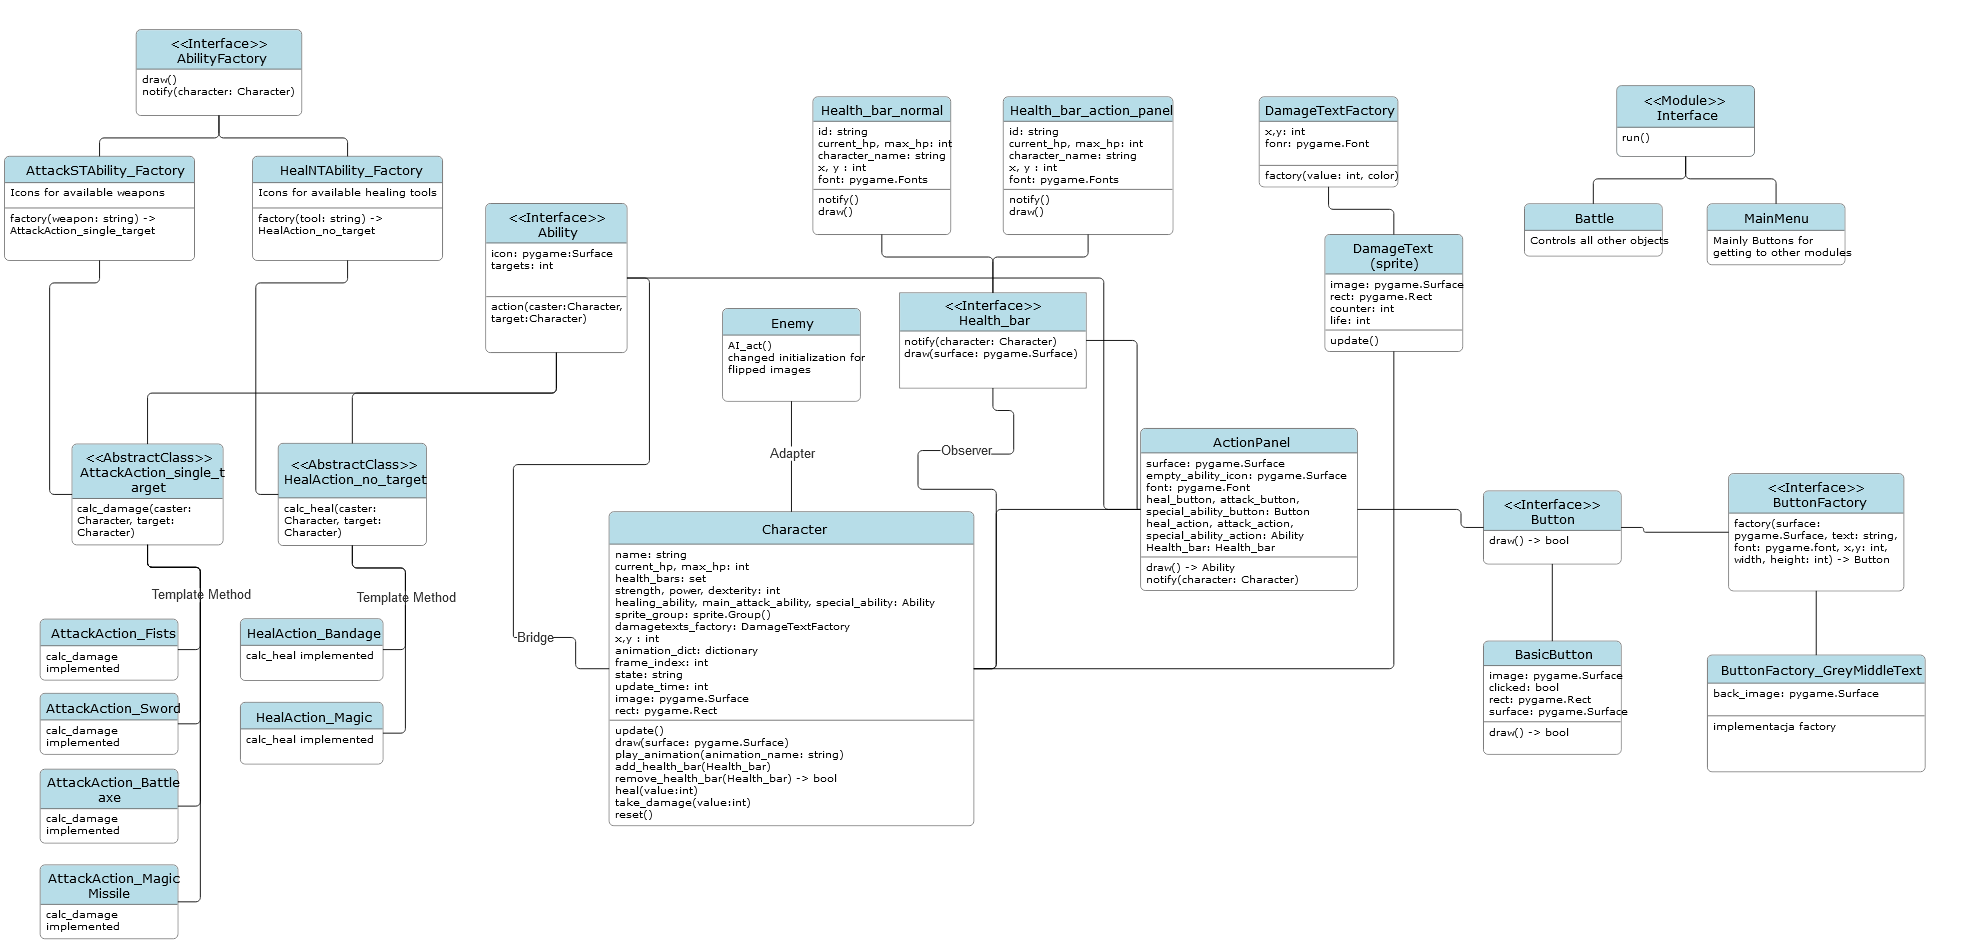 <<Interface>>
AbilityFactory
draw()
notify(character: Character)
AttackSTAbility_Factory
Icons for available weapons
factory(weapon: string) ->
AttackAction_single_target
HealNTAbility_Factory
Icons for available healing tools
factory(tool: string) ->
HealAction_no_target
<<Interface>>
Ability
icon: pygame:Surface
targets: int
action(caster:Character,
target:Character)
Health_bar_normal
id: string
current_hp, max_hp: int
character_name: string
x, y : int
font: pygame.Fonts
notify()
draw()
Health_bar_action_panel
id: string
current_hp, max_hp: int
character_name: string
x, y : int
font: pygame.Fonts
notify()
draw()
DamageTextFactory
x,y: int
fonr: pygame.Font
factory(value: int, color)
<<Module>>
Interface
run()
Battle
Controls all other objects
MainMenu
Mainly Buttons for
getting to other modules
DamageText
(sprite)
image: pygame.Surface
rect: pygame.Rect
counter: int
life: int
update()
Enemy
AI_act()
changed initialization for
flipped images
<<Interface>>
Health_bar
notify(character: Character)
draw(surface: pygame.Surface)
Adapter
Observer
<<AbstractClass>>
AttackAction_single_t
arget
calc_damage(caster:
Character, target:
Character)
<<AbstractClass>>
HealAction_no_target
calc_heal(caster:
Character, target:
Character)
ActionPanel
surface: pygame.Surface
empty_ability_icon: pygame.Surface
font: pygame.Font
heal_button, attack_button,
special_ability_button: Button
heal_action, attack_action,
special_ability_action: Ability
Health_bar: Health_bar
draw() -> Ability
notify(character: Character)
<<Interface>>
Button
draw() -> bool
<<Interface>>
ButtonFactory
factory(surface:
pygame.Surface, text: string,
font: pygame.font, x,y: int,
width, height: int) -> Button
Character
name: string
current_hp, max_hp: int
health_bars: set
strength, power, dexterity: int
healing_ability, main_attack_ability, special_ability: Ability
sprite_group: sprite.Group()
damagetexts_factory: DamageTextFactory
x,y : int
animation_dict: dictionary
frame_index: int
state: string
update_time: int
image: pygame.Surface
rect: pygame.Rect
update()
draw(surface: pygame.Surface)
play_animation(animation_name: string)
add_health_bar(Health_bar)
remove_health_bar(Health_bar) -> bool
heal(value:int)
take_damage(value:int)
reset()
Bridge
Template Method
Template Method
AttackAction_Fists
calc_damage
implemented
HealAction_Bandage
calc_heal implemented
AttackAction_Sword
calc_damage
implemented
HealAction_Magic
calc_heal implemented
AttackAction_Battle
axe
calc_damage
implemented
AttackAction_Magic
Missile
calc_damage
implemented
BasicButton
image: pygame.Surface
clicked: bool
rect: pygame.Rect
surface: pygame.Surface
draw() -> bool
ButtonFactory_GreyMiddleText
back_image: pygame.Surface
implementacja factory